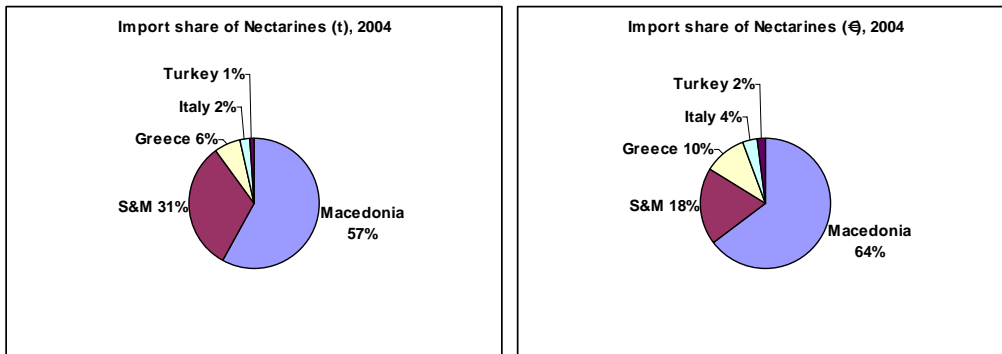 Import share of Nectarines (t), 2004
Turkey 1%
Italy 2%
Greece 6%
S&M 31%
Macedonia
57%
Import share of Nectarines (€), 2004
Turkey 2%
Italy 4%
Greece 10%
S&M 18%
Macedonia
64%